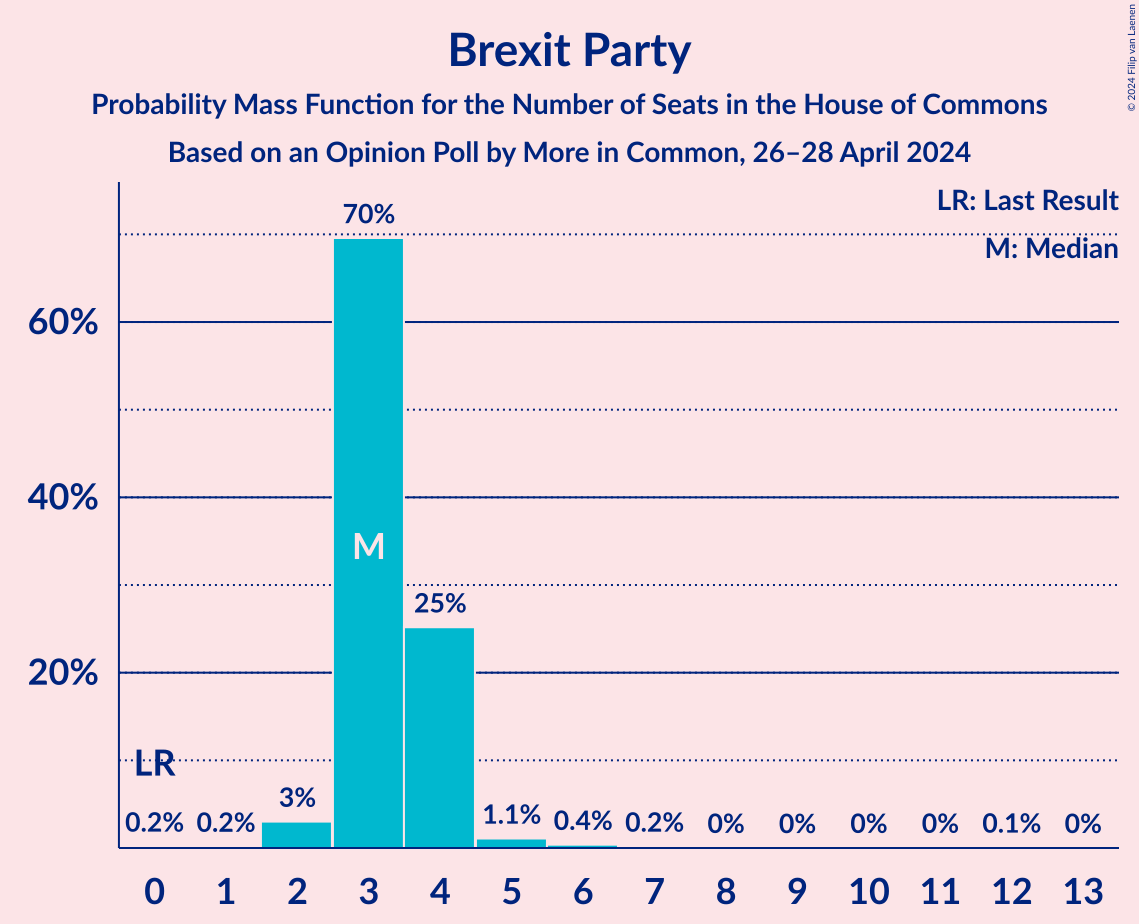 Brexit Party
Probability Mass Function for the Number of Seats in the House of Commons
Based on an Opinion Poll by More in Common, 26–28 April 2024
© 2024 Filip van Laenen
LR: Last Result
M: Median
70%
60%
40%
M
25%
20%
LR
0.2% 0.2% 3% 1.1% 0.4% 0.2% 0% 0% 0% 0% 0.1% 0%
0 1 2 3 4 5 6 7 8 9 10 11 12 13